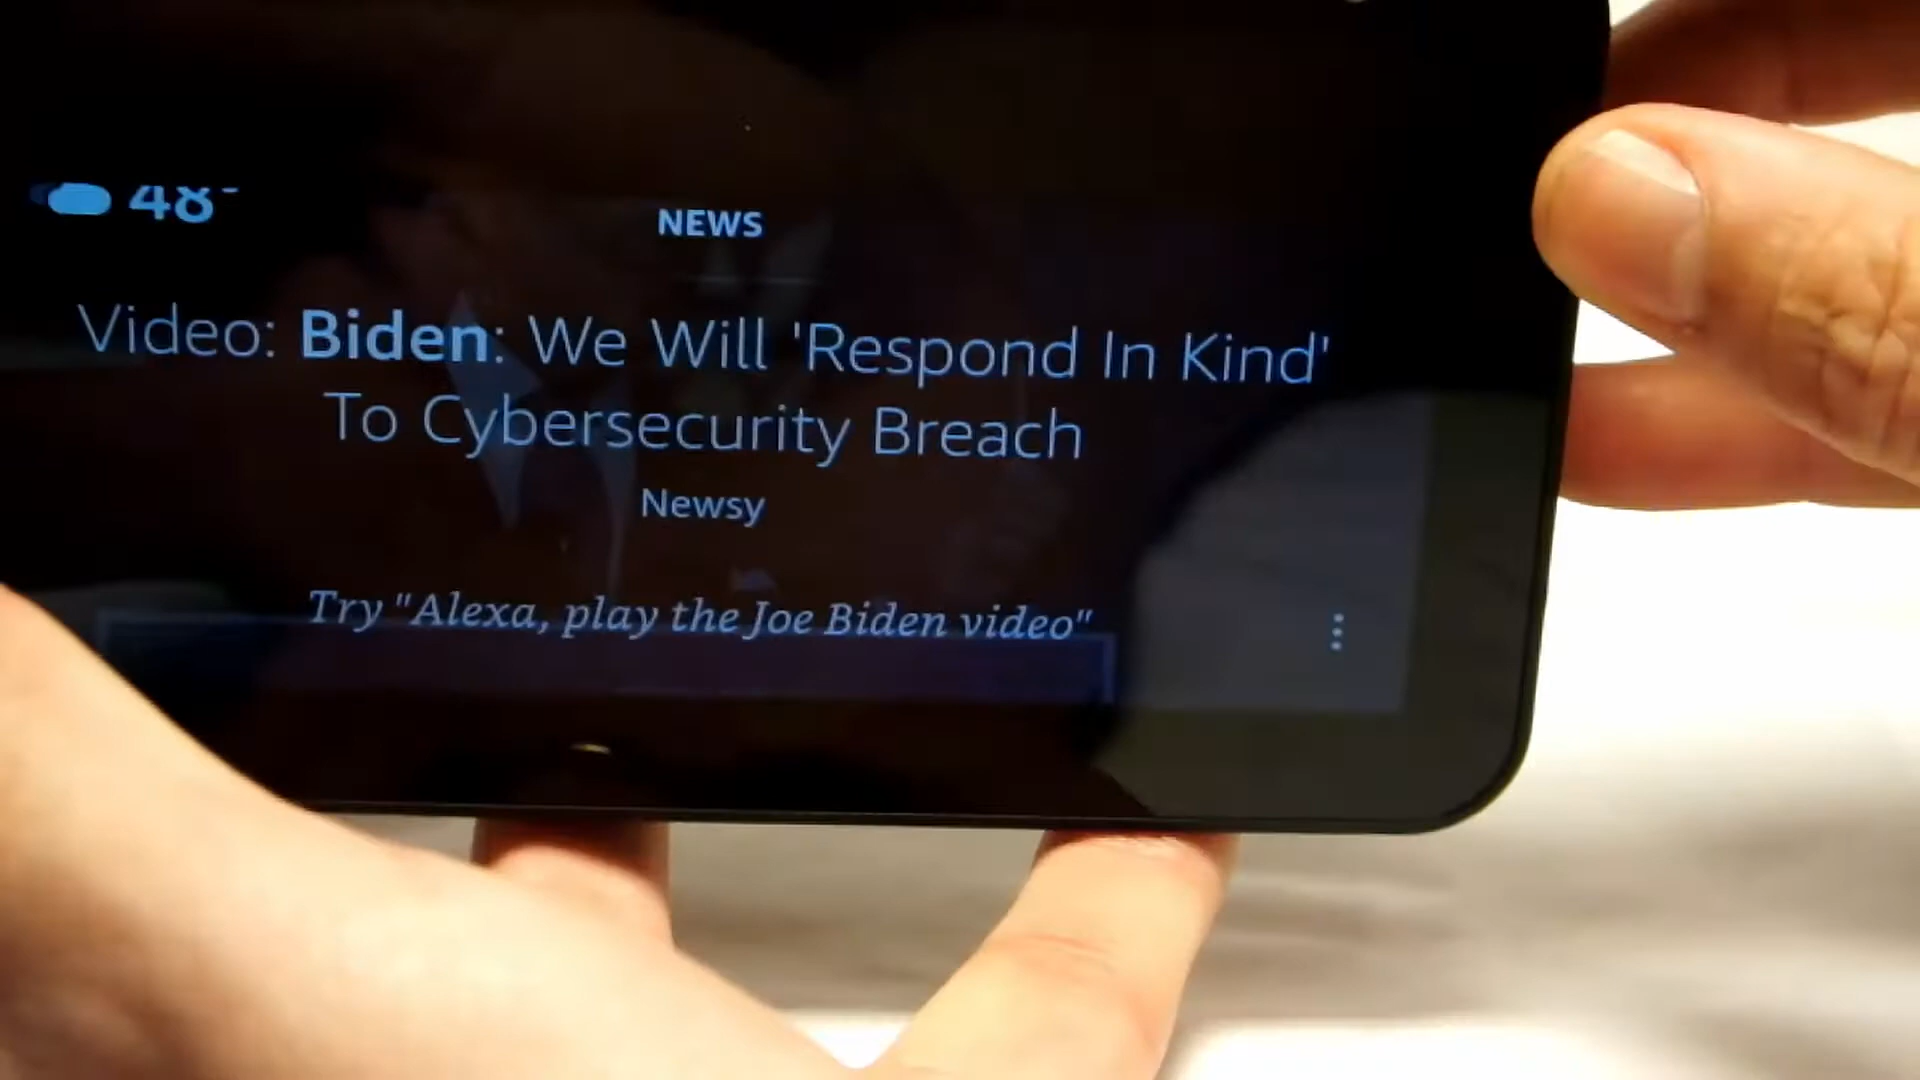 48°
NEWS
Video: Biden: We Will 'Respond In Kind'
To Cybersecurity Breach
Newsy
Try "Alexa, play the Joe Biden video"